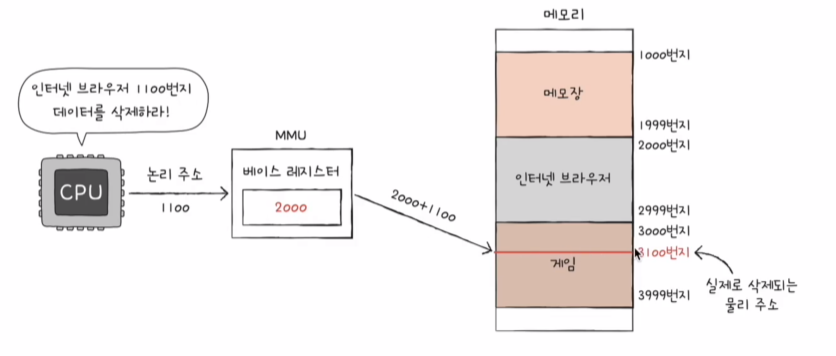 메모리
1000번지
메모장
1999번지
2000번지
인터넷 브라우저
2999번지
3000번지
3100번지
게임
3999번지
실제로 삭제되는
물리 주소
인터넷 브라우저 1100번지
데이터를 삭제하라!
CPU
논리 주소
1100
MMU
베이스 레지스터
2000
2000+1100